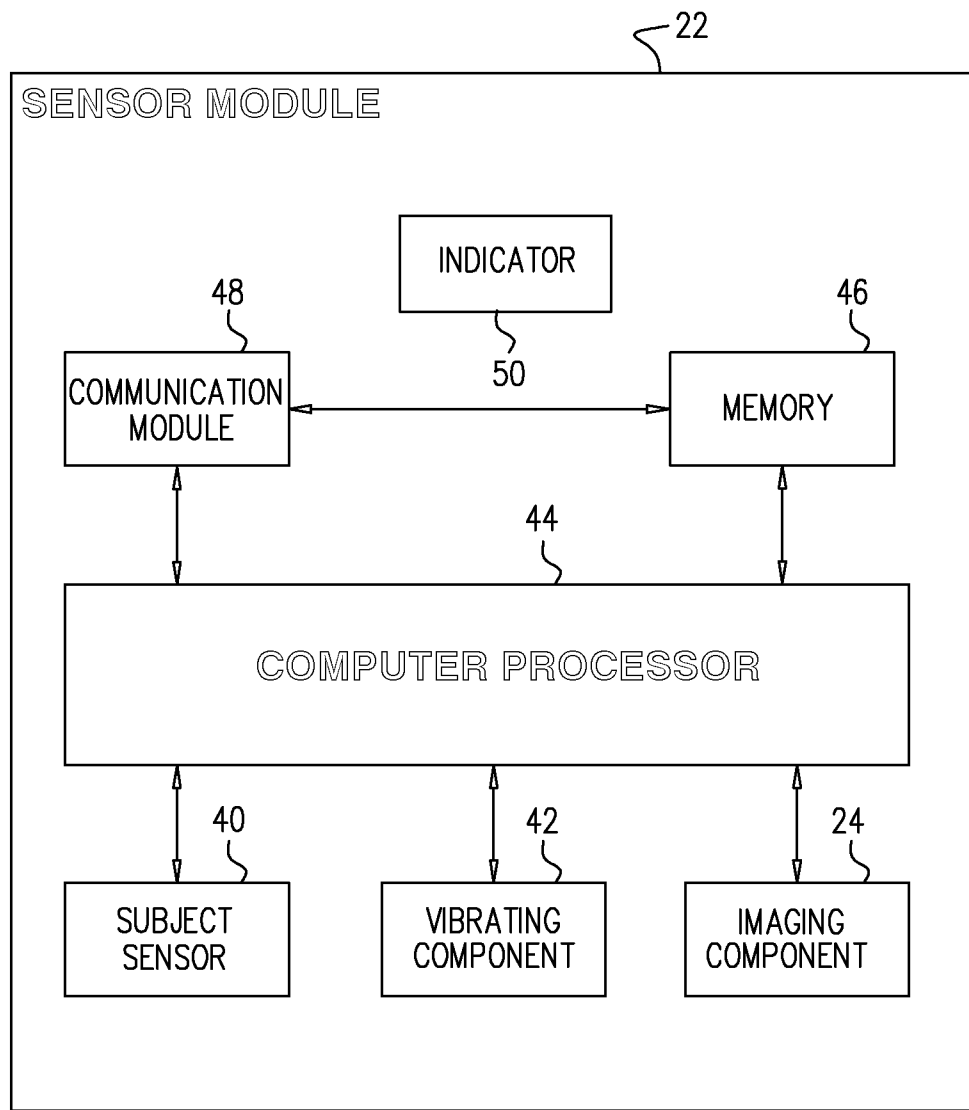 22
SENSOR MODULE
INDICATOR
50
48
COMMUNICATION
MODULE
46
MEMORY
44
COMPUTER PROCESSOR
40
SUBJECT
SENSOR
42
VIBRATING
COMPONENT
24
IMAGING
COMPONENT